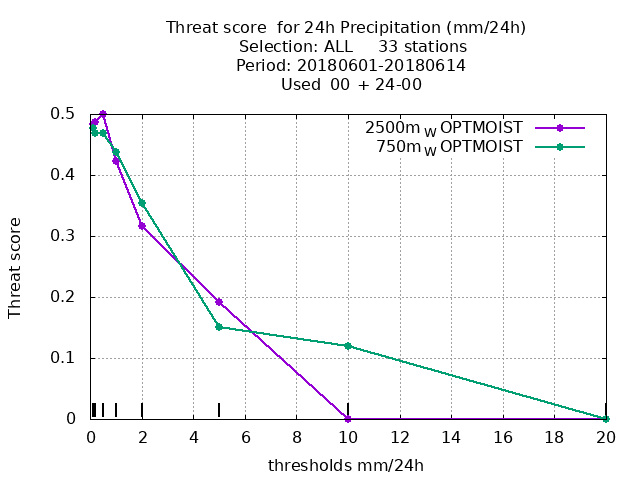 Threat score  for 24h Precipitation (mm/24h)
Selection: ALL     33 stations
Period: 20180601-20180614
Used  00 + 24-00
2500m W OPTMOIST
750m W OPTMOIST
0.5
0.4
0.3
0.2
0.1
0
Threat score
0 2 4 6 8 10 12 14 16 18 20
thresholds mm/24h